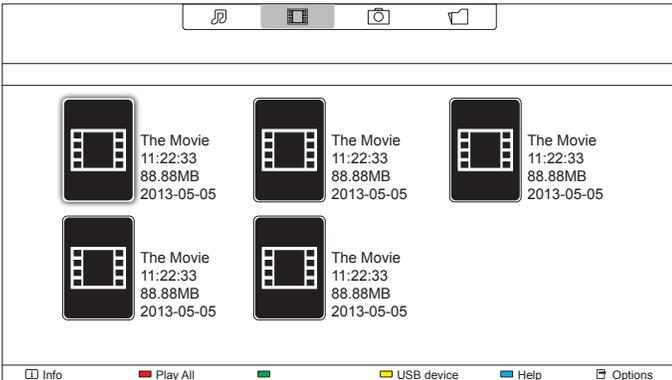 The Movie
11:22:33
88.88MB
2013-05-05
The Movie
11:22:33
88.88MB
2013-05-05
The Movie
11:22:33
88.88MB
2013-05-05
The Movie
11:22:33
88.88MB
2013-05-05
The Movie
11:22:33
88.88MB
2013-05-05
i Info Play All USB device Help Options